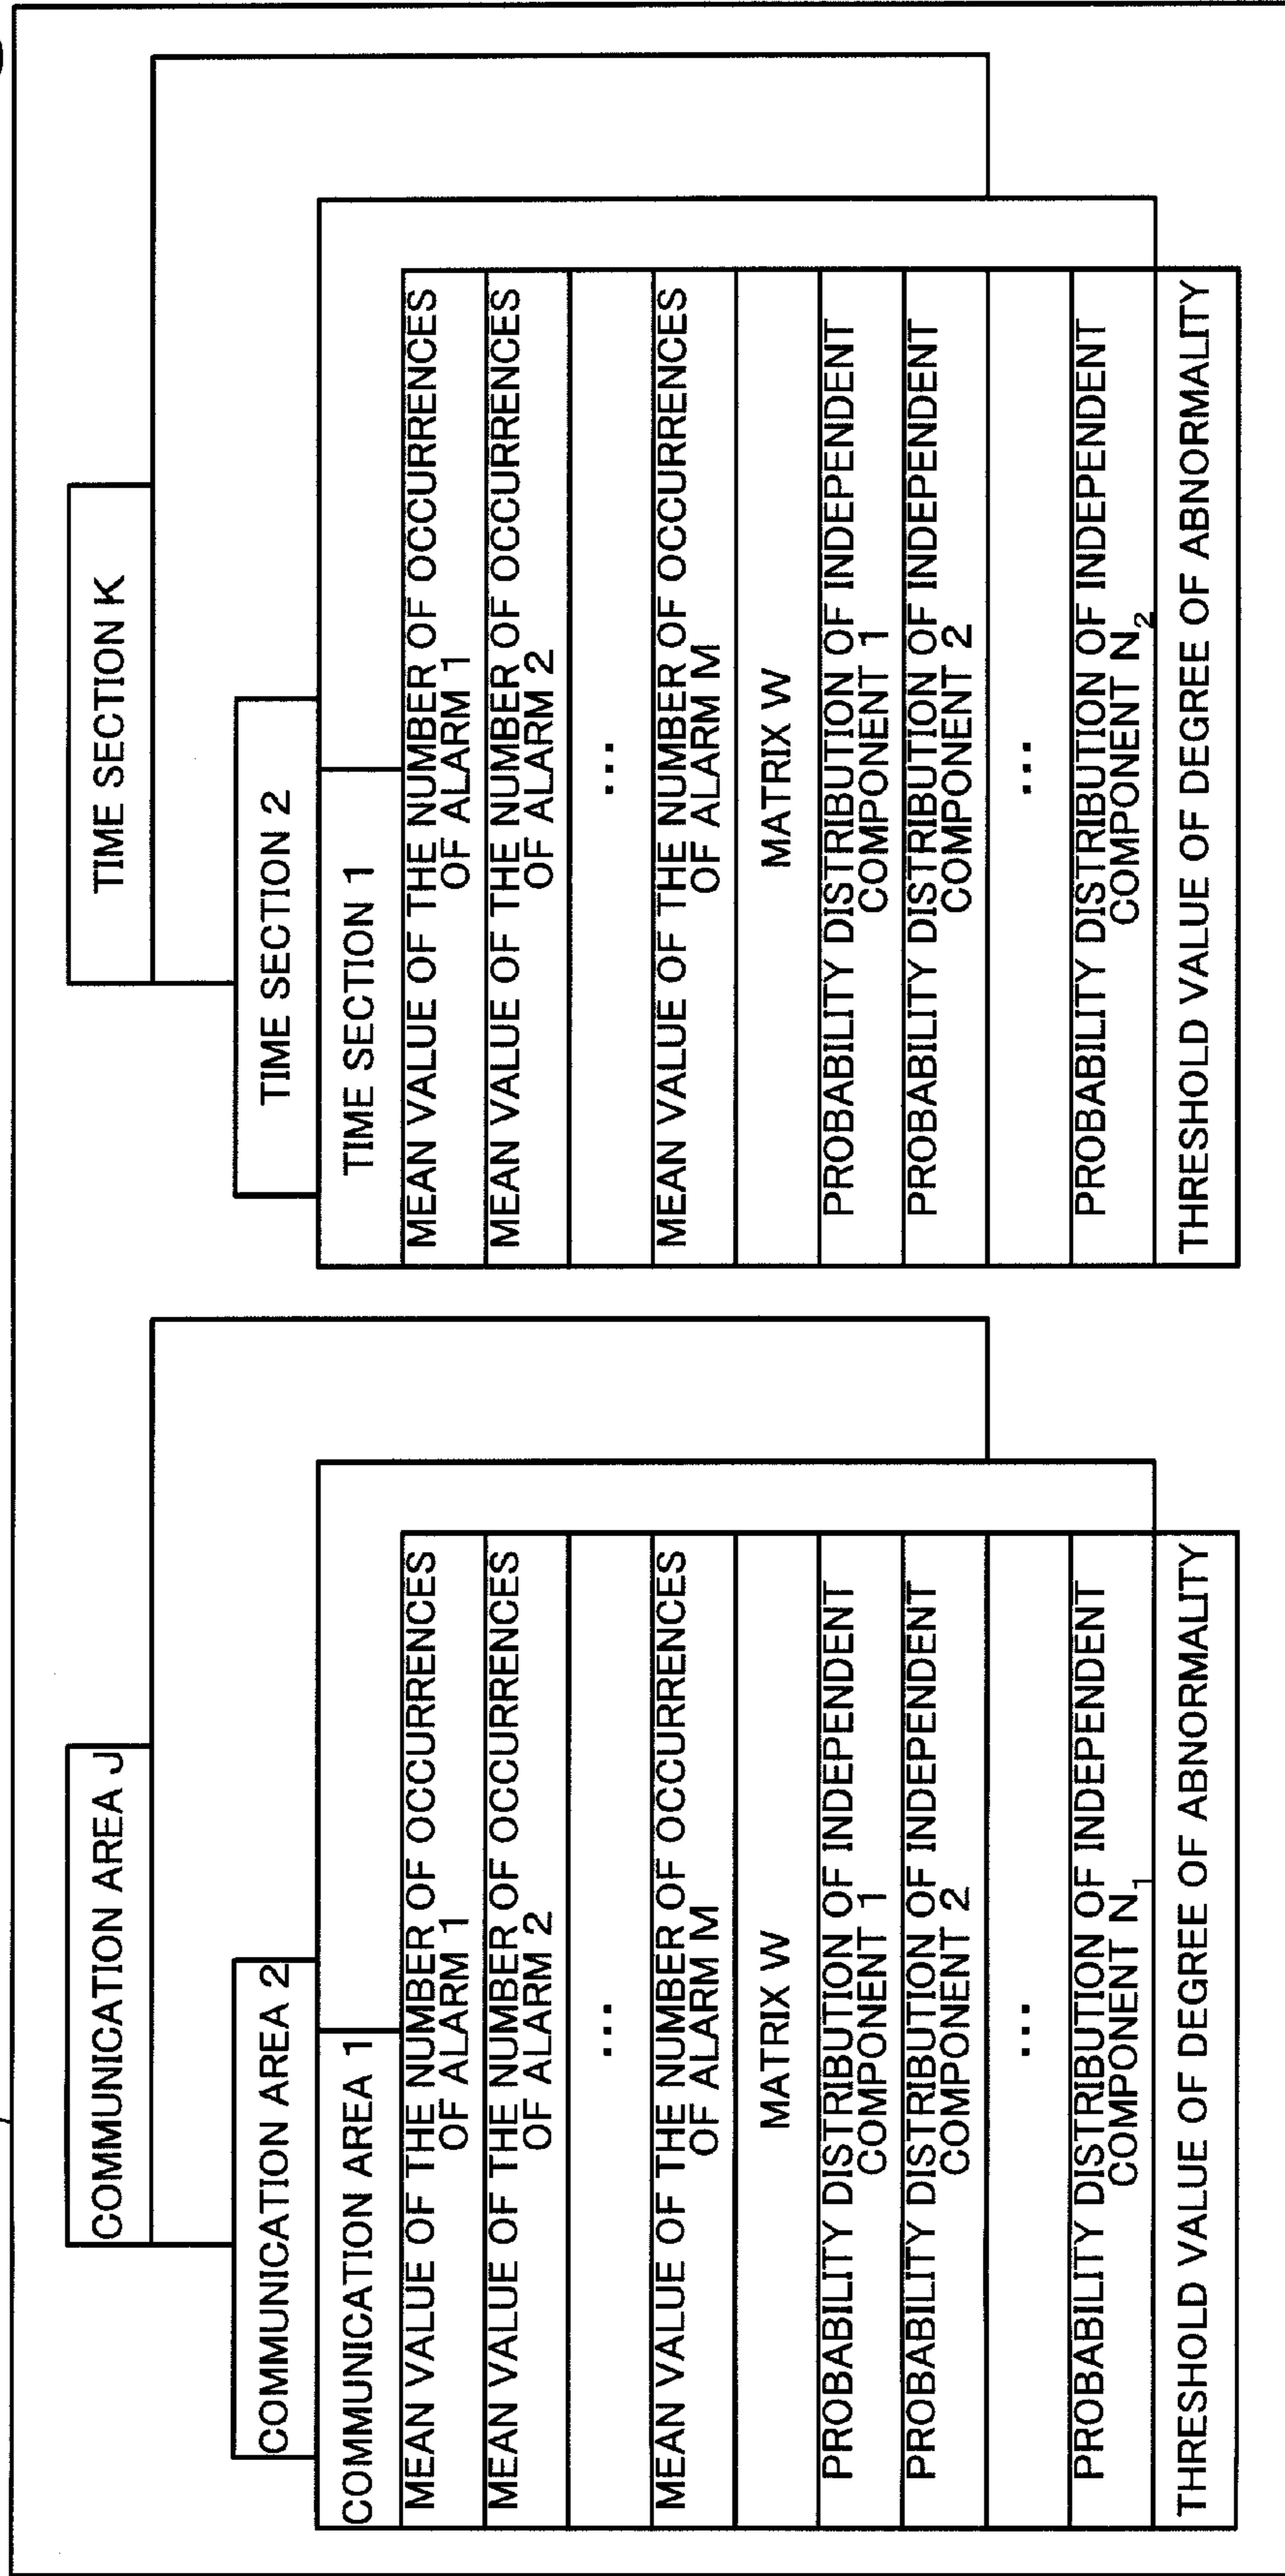 COMMUNICATION AREA J
COMMUNICATION AREA 2
COMMUNICATION AREA 1
MEAN VALUE OF THE NUMBER OF OCCURRENCES
OF ALARM 1
MEAN VALUE OF THE NUMBER OF OCCURRENCES
OF ALARM 2
...
MEAN VALUE OF THE NUMBER OF OCCURRENCES
OF ALARM M
MATRIX W
PROBABILITY DISTRIBUTION OF INDEPENDENT
COMPONENT 1
PROBABILITY DISTRIBUTION OF INDEPENDENT
COMPONENT 2
...
PROBABILITY DISTRIBUTION OF INDEPENDENT
COMPONENT N₁
THRESHOLD VALUE OF DEGREE OF ABNORMALITY
TIME SECTION K
TIME SECTION 2
TIME SECTION 1
MEAN VALUE OF THE NUMBER OF OCCURRENCES
OF ALARM 1
MEAN VALUE OF THE NUMBER OF OCCURRENCES
OF ALARM 2
...
MEAN VALUE OF THE NUMBER OF OCCURRENCES
OF ALARM M
MATRIX W
PROBABILITY DISTRIBUTION OF INDEPENDENT
COMPONENT 1
PROBABILITY DISTRIBUTION OF INDEPENDENT
COMPONENT 2
...
PROBABILITY DISTRIBUTION OF INDEPENDENT
COMPONENT N₂
THRESHOLD VALUE OF DEGREE OF ABNORMALITY